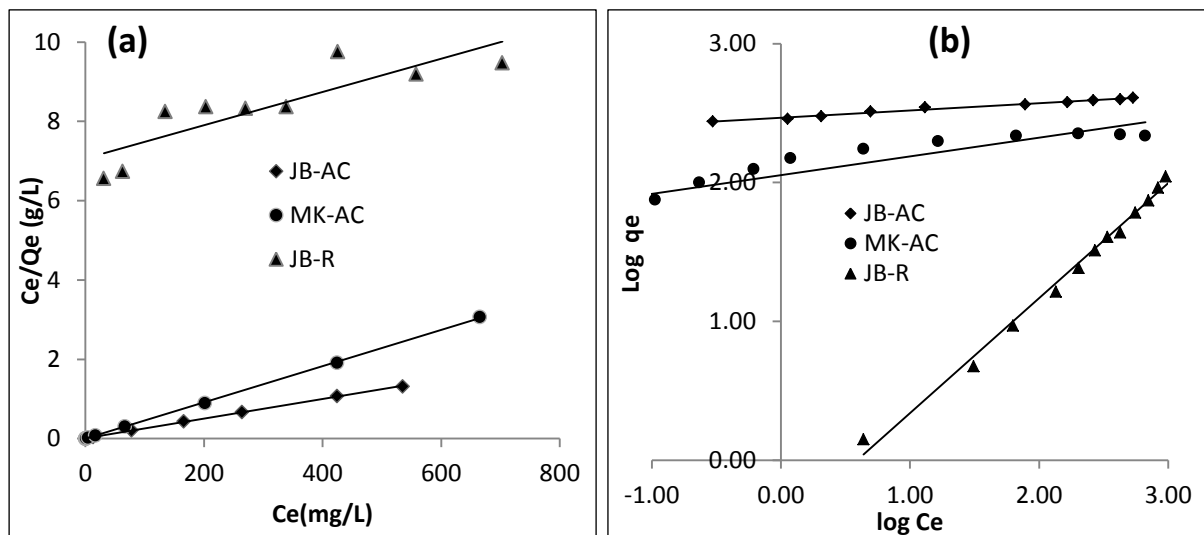 (a)
10
8
6
4
2
0
Ce/Qe (g/L)
JB-AC
MK-AC
JB-R
0 200 400 600 800
Ce(mg/L)
(b)
3.00
2.00
1.00
0.00
Log qe
JB-AC
MK-AC
JB-R
-1.00 0.00 1.00 2.00 3.00
log Ce